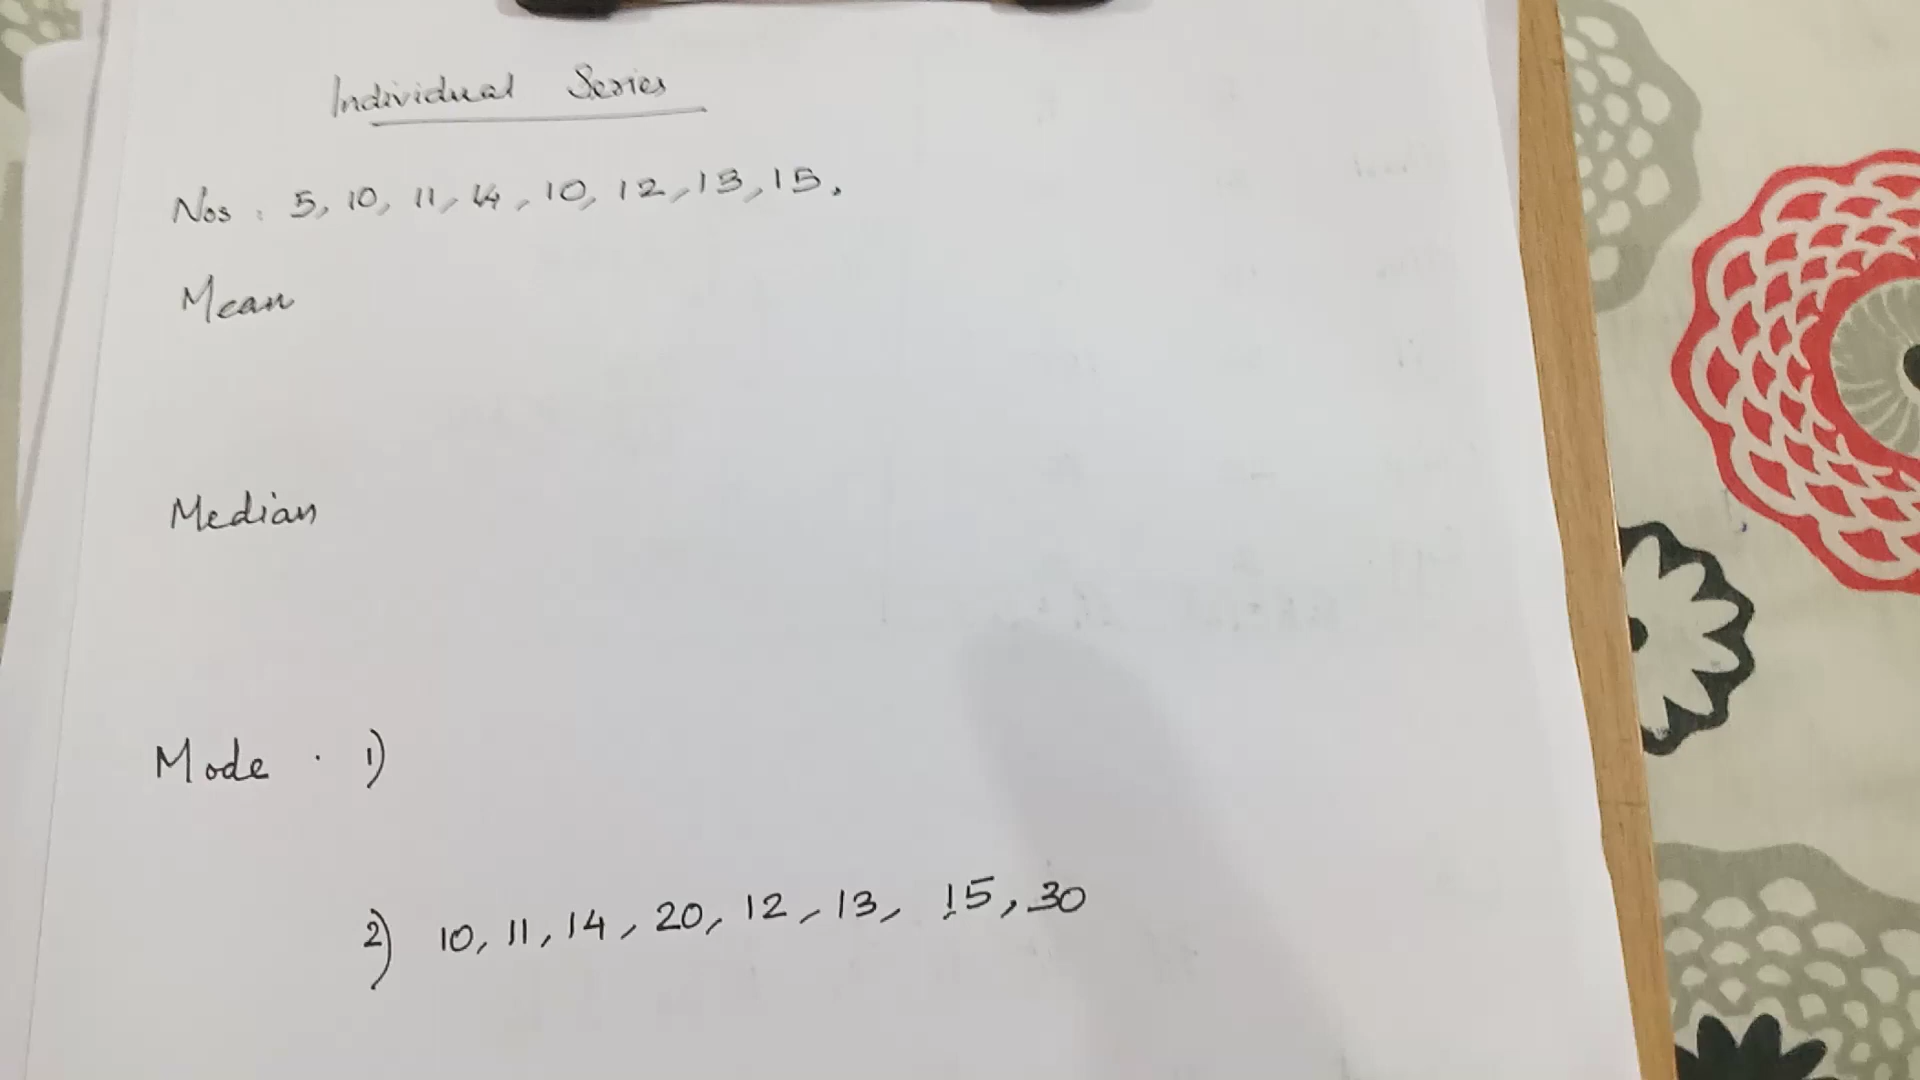 Individual Series
Nos : 5, 10, 11, 14, 10, 12, 13, 15.
Mean
Median
Mode . 1)
2) 10, 11, 14, 20, 12, 13, 15, 30